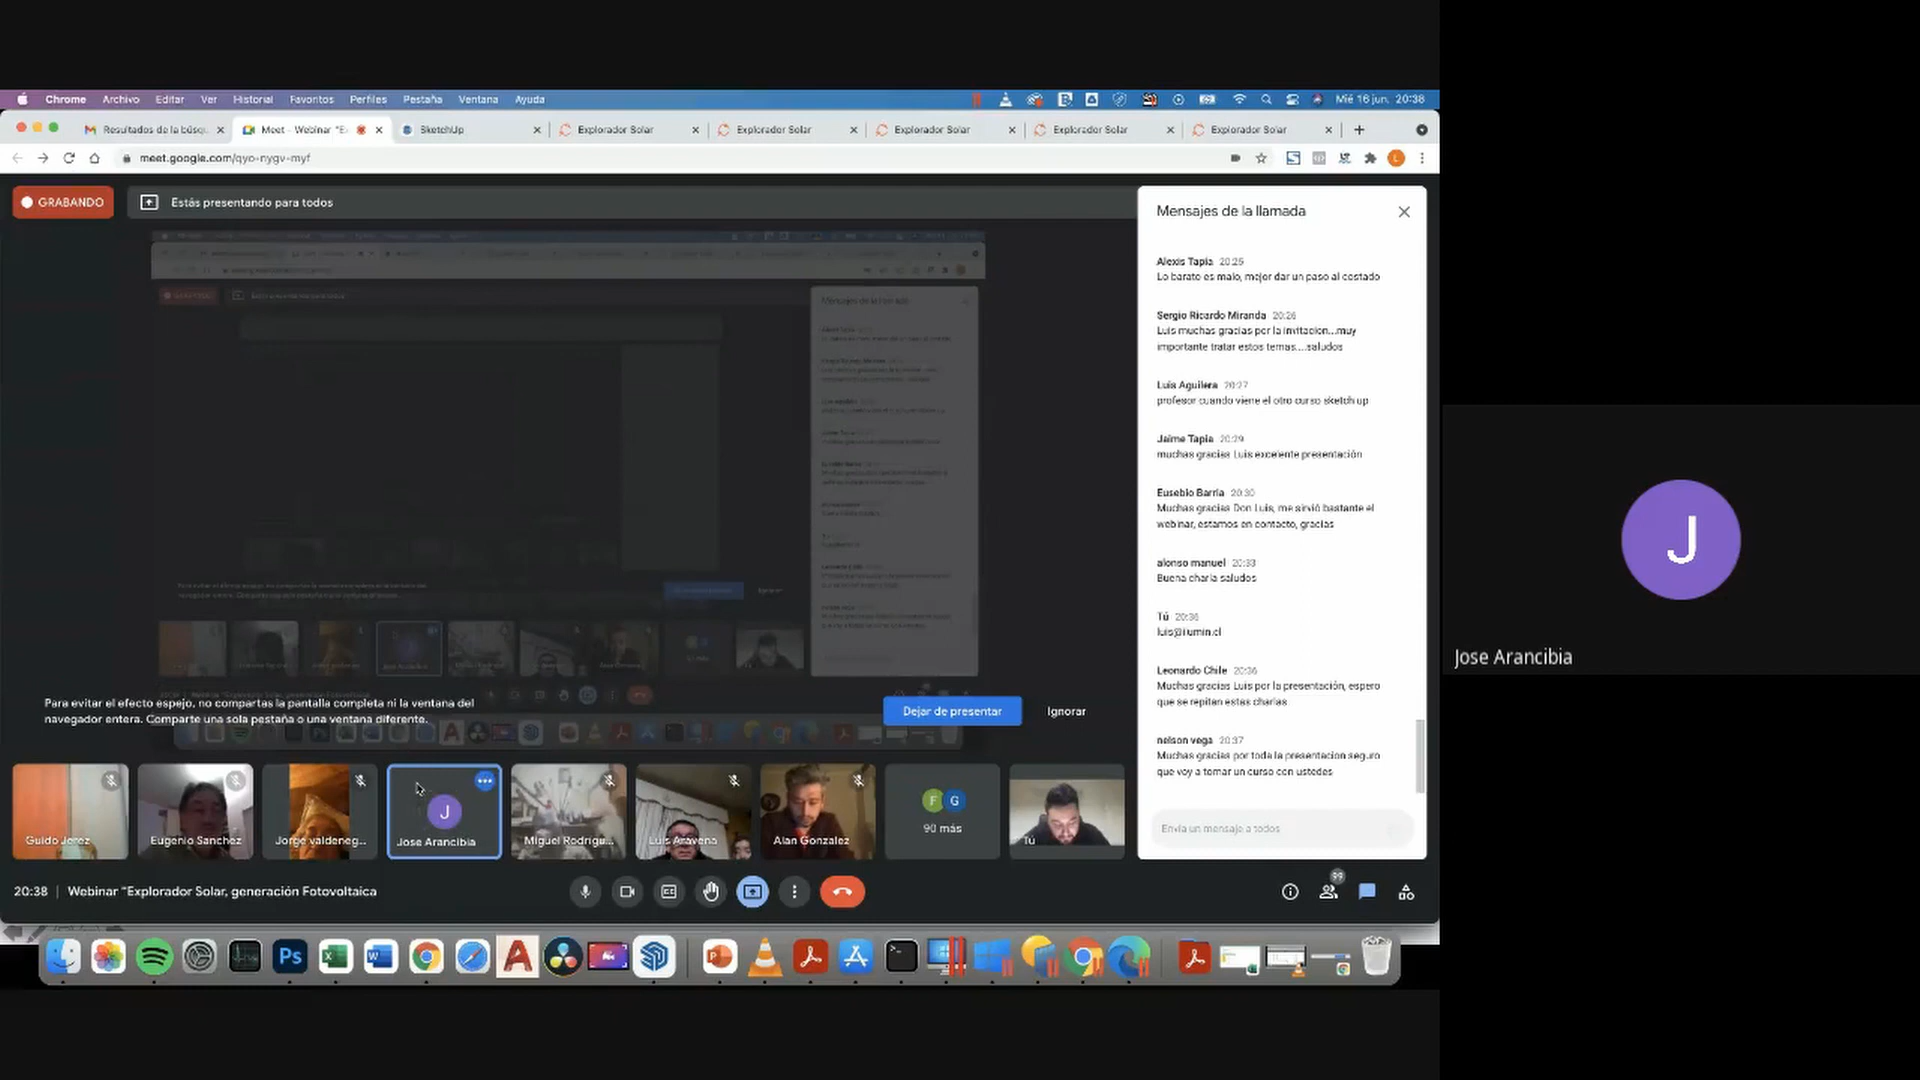 Chrome Archivo Editar Ver Historial Favoritos Perfiles Pestaña Ventana Ayuda Mié 16 jun. 20:38
Resultados de la búsq. Meet - Webinar "E SketchUp Explorador Solar Explorador Solar Explorador Solar Explorador Solar Explorador Solar
meet.google.com/qyo-nygv-myf
GRABANDO
Estás presentando para todos
Mensajes de la llamada
Alexis Tapia 20:25
Lo barato es malo, mejor dar un paso al costado
Sergio Ricardo Miranda 20:26
Luis muchas gracias por la invitacion...muy
importante tratar estos temas....saludos
Luis Aguilera 20:27
profesor cuando viene el otro curso sketch up
Jaime Tapia 20:29
muchas gracias Luis excelente presentación
Eusebio Barria 20:30
Muchas gracias Don Luis, me sirvió bastante el
webinar, estamos en contacto, gracias
alonso manuel 20:33
Buena charla saludos
Tú 20:36
luis@ilumin.cl
Leonardo Chile 20:36
Muchas gracias Luis por la presentación, espero
que se repitan estas charlas
nelson vega 20:37
Muchas gracias por toda la presentacion seguro
que voy a tomar un curso con ustedes
Envía un mensaje a todos
Para evitar el efecto espejo, no compartas la pantalla completa ni la ventana del
navegador entera. Comparte una sola pestaña o una ventana diferente.
Dejar de presentar
Ignorar
Guido Jerez
Eugenio Sanchez
Jorge valdeneg...
J
Jose Arancibia
Miguel Rodrigu...
Luis Aravena
Alan Gonzalez
F G
90 más
Tú
20:38 | Webinar "Explorador Solar, generación Fotovoltaica
99
J
Jose Arancibia